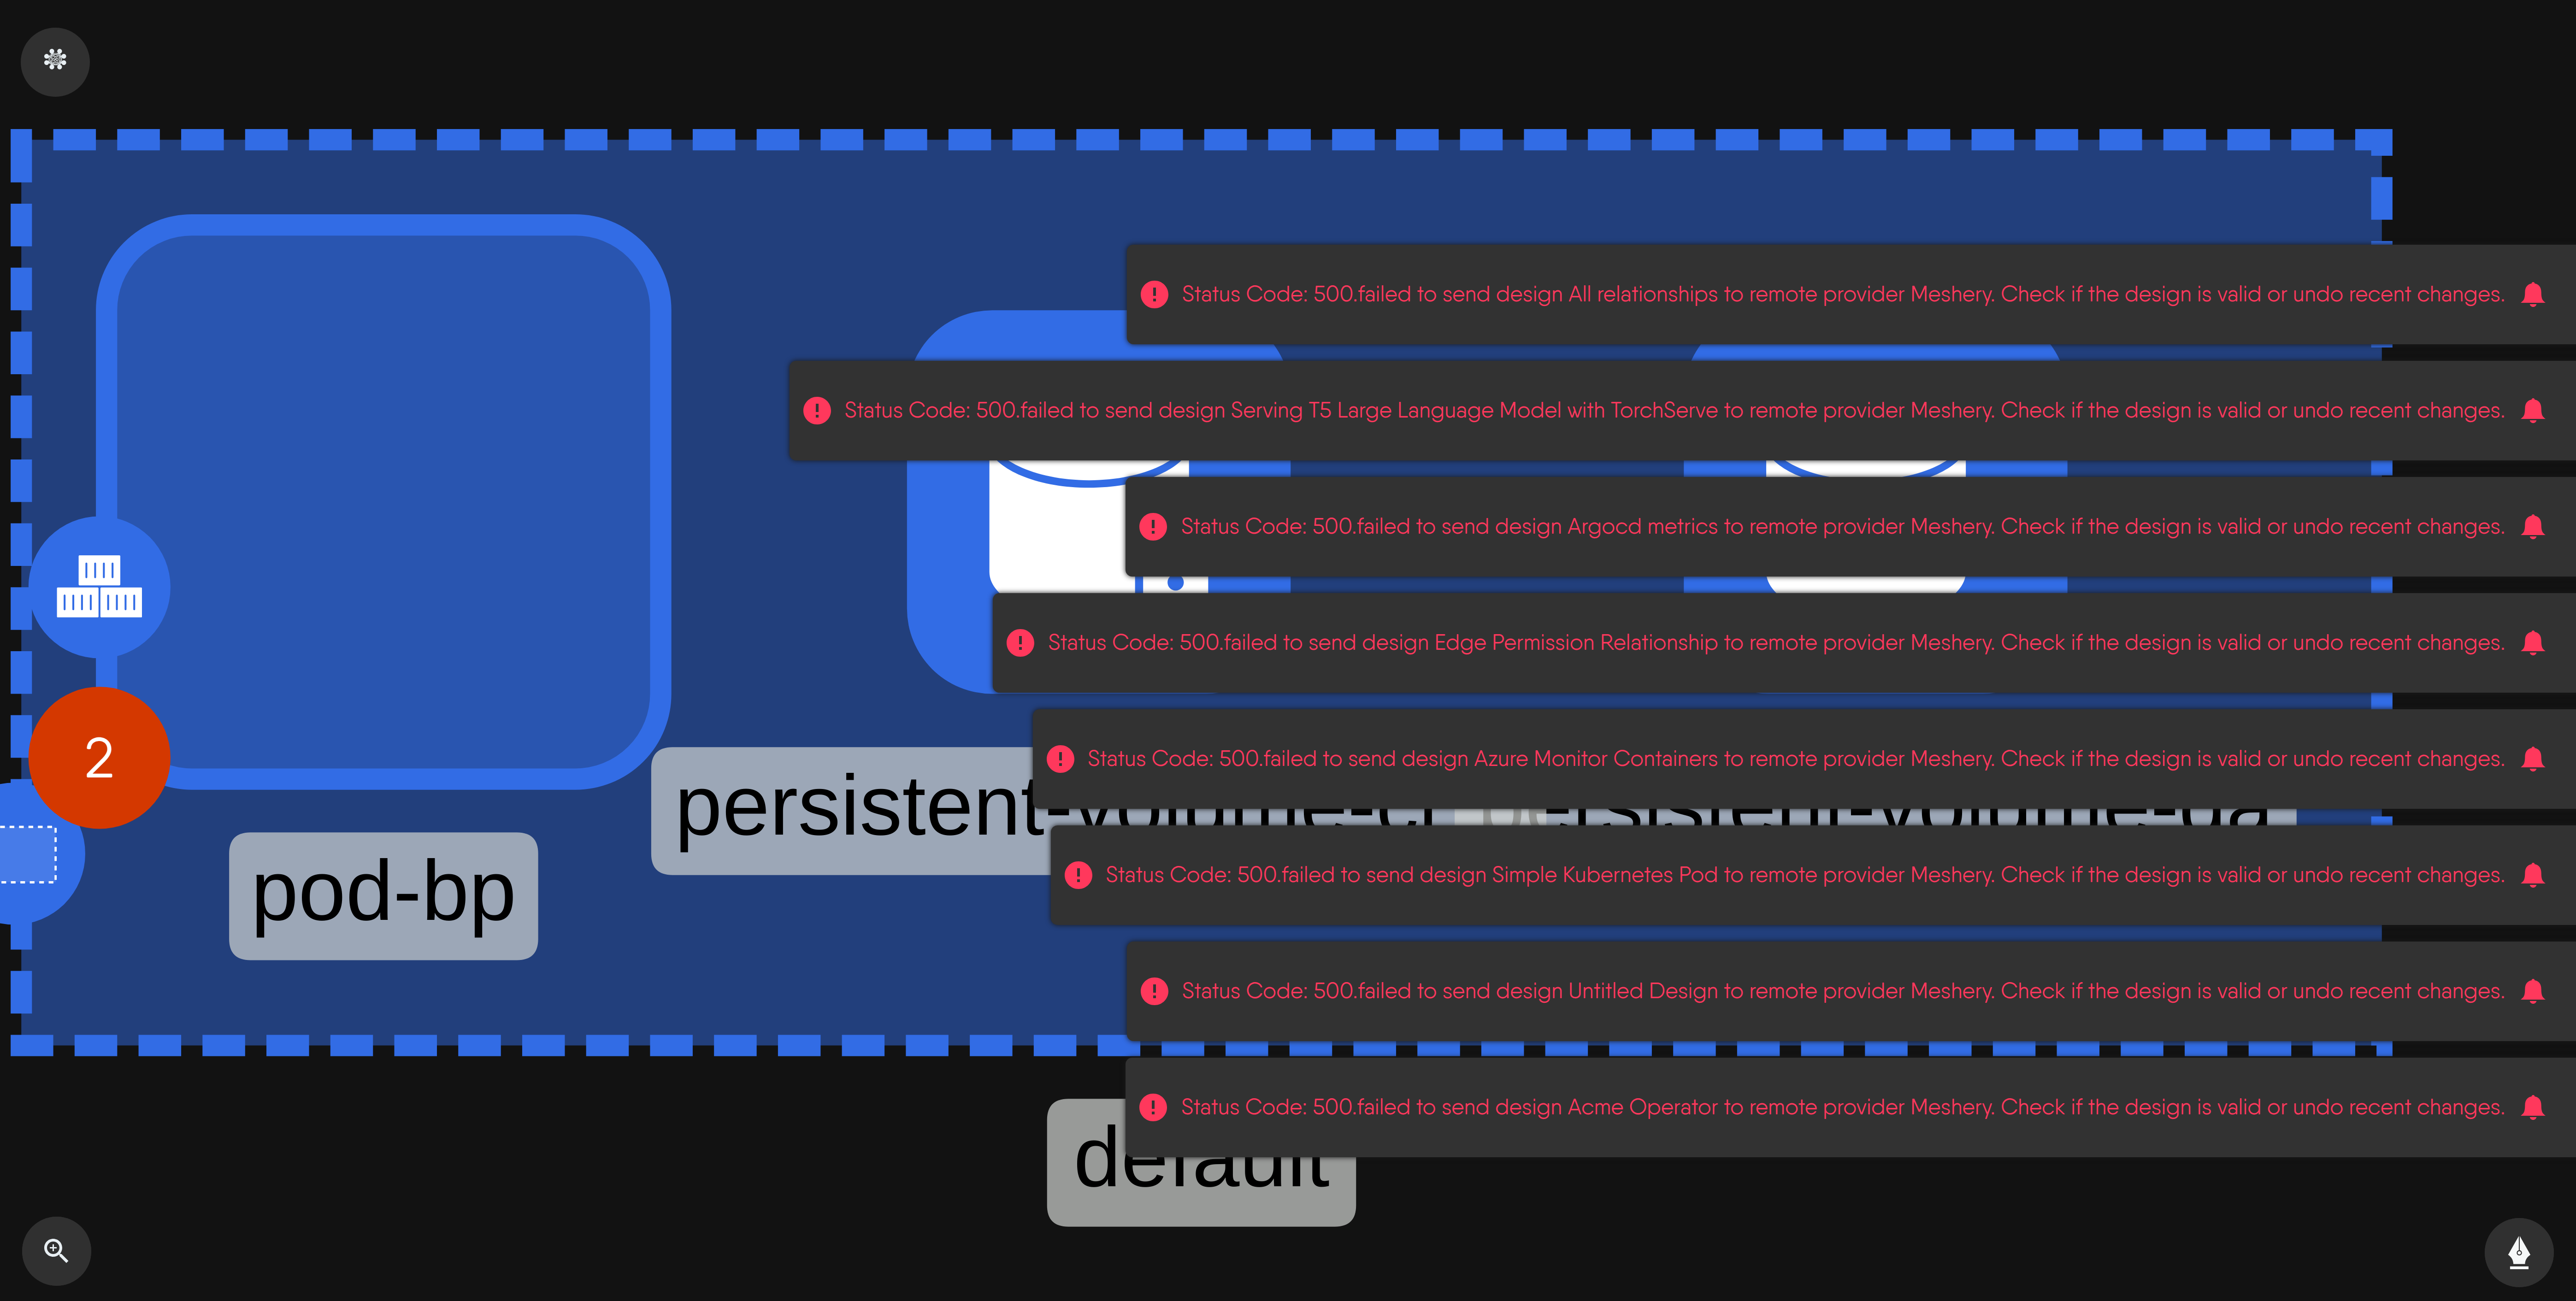 Status Code: 500.failed to send design All relationships to remote provider Meshery. Check if the design is valid or undo recent changes.
Status Code: 500.failed to send design Serving T5 Large Language Model with TorchServe to remote provider Meshery. Check if the design is valid or undo recent changes.
Status Code: 500.failed to send design Argocd metrics to remote provider Meshery. Check if the design is valid or undo recent changes.
Status Code: 500.failed to send design Edge Permission Relationship to remote provider Meshery. Check if the design is valid or undo recent changes.
Status Code: 500.failed to send design Azure Monitor Containers to remote provider Meshery. Check if the design is valid or undo recent changes.
2
persistent-volume-
pod-bp
Status Code: 500.failed to send design Simple Kubernetes Pod to remote provider Meshery. Check if the design is valid or undo recent changes.
Status Code: 500.failed to send design Untitled Design to remote provider Meshery. Check if the design is valid or undo recent changes.
Status Code: 500.failed to send design Acme Operator to remote provider Meshery. Check if the design is valid or undo recent changes.
default